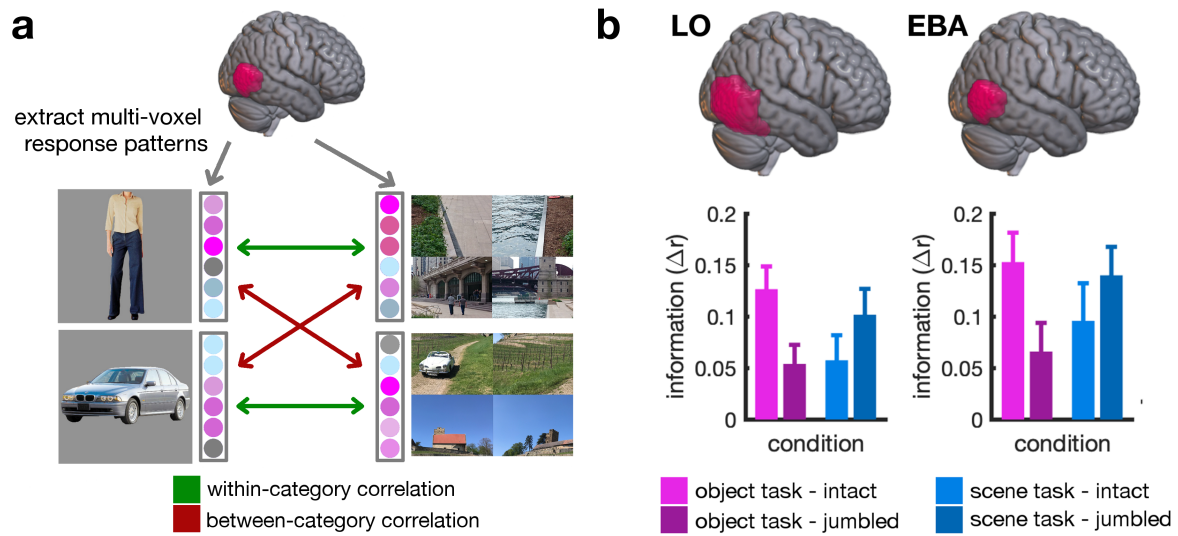 a
extract multi-voxel
response patterns
within-category correlation
between-category correlation
b
LO
EBA
information (Δr)
0.2
0.15
0.1
0.05
0
condition
information (Δr)
0.2
0.15
0.1
0.05
0
condition
object task - intact
object task - jumbled
scene task - intact
scene task - jumbled